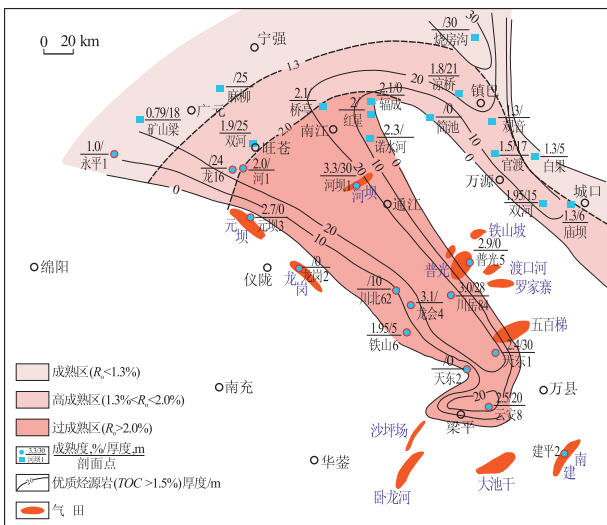 0 20 km
宁强
/30
烧房沟
30
1.3
/25
麻柳
2.1/
桥亭
2.1/0
福成
1.8/21
凉桥
20
镇巴
0.79/18
矿山梁
广元
2/
红星
/0
简池
1.3/
观音
1.9/25
双河
2.0
南江
2.3/
诺水河
1.0/
永平1
旺苍
1.5/17
官渡
1.3/5
白果
/24
龙16
2.0/
河1
3.3/30
河坝1
河坝
万源
1.95/15
双河
城口
1.3/6
庙坝
20
10
0
2.7/0
元坝3
元坝
通江
铁山坡
2.9/0
普光5
普光
渡口河
罗家寨
绵阳
仪陇
/0
龙岗2
龙岗
20
10
0
/10
川北62
3.1/
龙会4
3.0/28
川岳84
1.95/5
铁山6
五百梯
2.4/30
天东1
/0
天东2
成熟区(Rₒ<1.3%)
高成熟区(1.3%<Rₒ<2.0%)
过成熟区(Rₒ>2.0%)
南充
20
2.5/20
云安8
万县
梁平
3.3/30
河坝1
成熟度,%/厚度,m
剖面点
沙坪场
建平2
南建
20
优质烃源岩(TOC >1.5%)厚度/m
华蓥
卧龙河
大池干
气 田